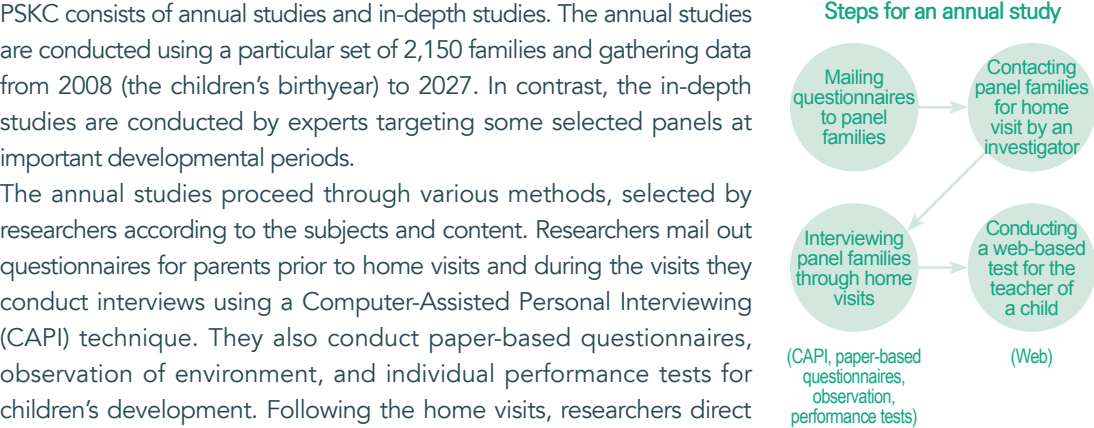 PSKC consists of annual studies and in-depth studies. The annual studies
are conducted using a particular set of 2,150 families and gathering data
from 2008 (the children’s birthyear) to 2027. In contrast, the in-depth
studies are conducted by experts targeting some selected panels at
important developmental periods.
The annual studies proceed through various methods, selected by
researchers according to the subjects and content. Researchers mail out
questionnaires for parents prior to home visits and during the visits they
conduct interviews using a Computer-Assisted Personal Interviewing
(CAPI) technique. They also conduct paper-based questionnaires,
observation of environment, and individual performance tests for
children’s development. Following the home visits, researchers direct
Steps for an annual study
Mailing
questionnaires
to panel
families
Contacting
panel families
for home
visit by an
investigator
Interviewing
panel families
through home
visits
Conducting
a web-based
test for the
teacher of
a child
(CAPI, paper-based
questionnaires,
observation,
performance tests)
(Web)